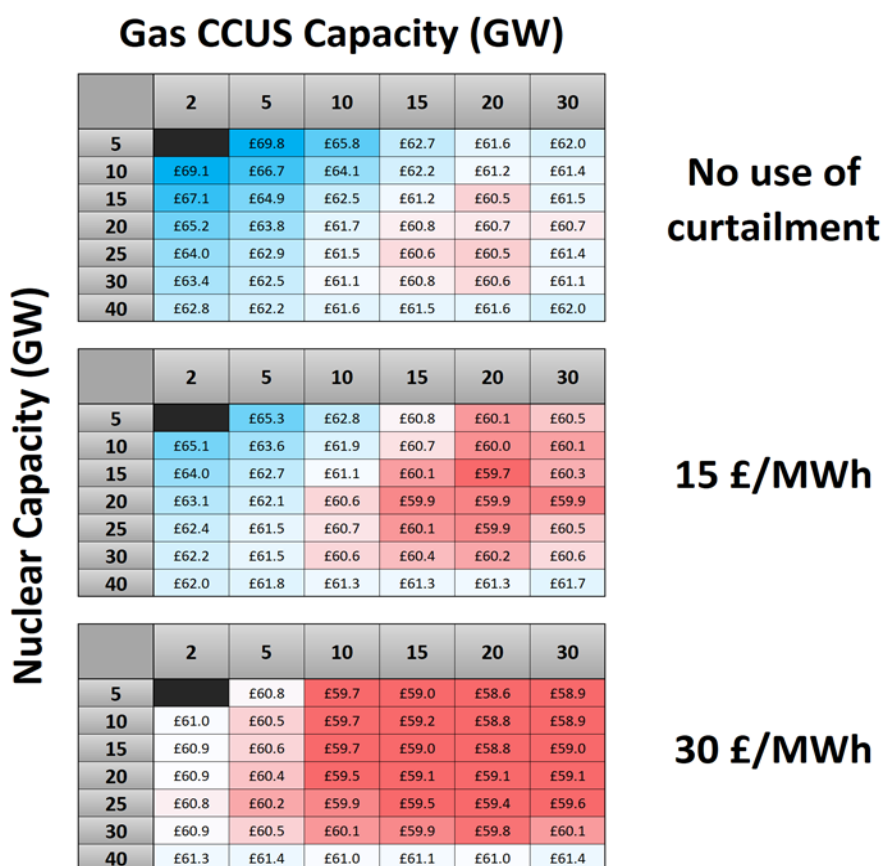 Gas CCUS Capacity (GW)
2 5 10 15 20 30
5 £69.8 £65.8 £62.7 £61.6 £62.0
10 £69.1 £66.7 £64.1 £62.2 £61.2 £61.4
15 £67.1 £64.9 £62.5 £61.2 £60.5 £61.5
20 £65.2 £63.8 £61.7 £60.8 £60.7 £60.7
25 £64.0 £62.9 £61.5 £60.6 £60.5 £61.4
30 £63.4 £62.5 £61.1 £60.8 £60.6 £61.1
40 £62.8 £62.2 £61.6 £61.5 £61.6 £62.0
No use of
curtailment
Nuclear Capacity (GW)
2 5 10 15 20 30
5 £65.3 £62.8 £60.8 £60.1 £60.5
10 £65.1 £63.6 £61.9 £60.7 £60.0 £60.1
15 £64.0 £62.7 £61.1 £60.1 £59.7 £60.3
20 £63.1 £62.1 £60.6 £59.9 £59.9 £59.9
25 £62.4 £61.5 £60.7 £60.1 £59.9 £60.5
30 £62.2 £61.5 £60.6 £60.4 £60.2 £60.6
40 £62.0 £61.8 £61.3 £61.3 £61.3 £61.7
15 £/MWh
2 5 10 15 20 30
5 £60.8 £59.7 £59.0 £58.6 £58.9
10 £61.0 £60.5 £59.7 £59.2 £58.8 £58.9
15 £60.9 £60.6 £59.7 £59.0 £58.8 £59.0
20 £60.9 £60.4 £59.5 £59.1 £59.1 £59.1
25 £60.8 £60.2 £59.9 £59.5 £59.4 £59.6
30 £60.9 £60.5 £60.1 £59.9 £59.8 £60.1
40 £61.3 £61.4 £61.0 £61.1 £61.0 £61.4
30 £/MWh